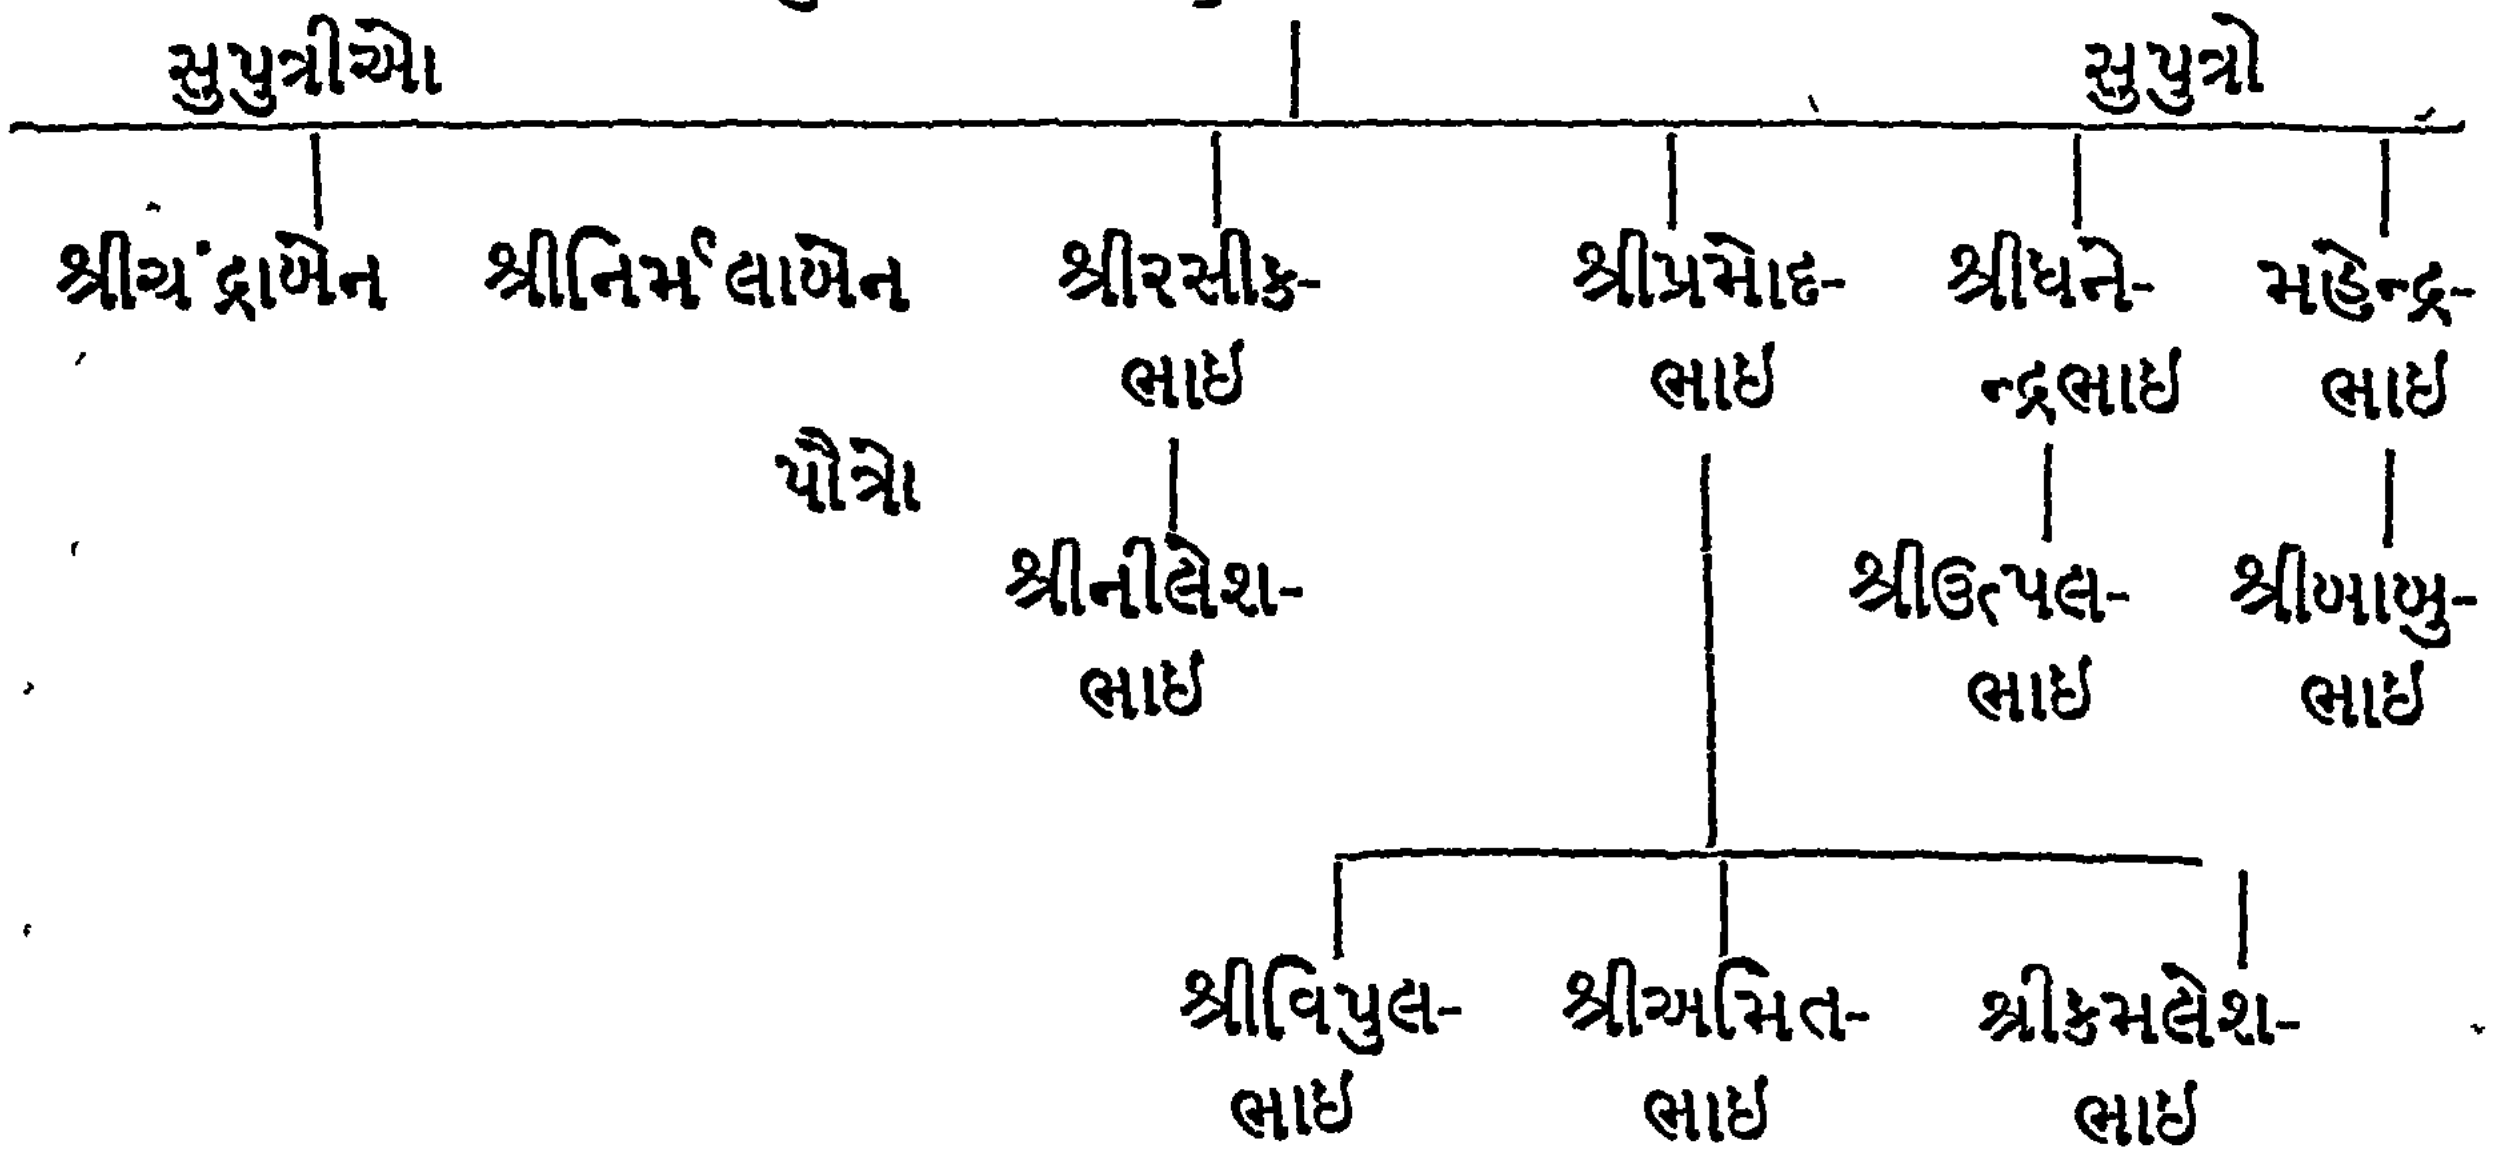 સુપુત્રીઓ સુપુત્રો
શ્રીચંદ્રાબેન શ્રીનિર્મલાબેન શ્રીરસીક- શ્રીપ્રમોદ- શ્રીધને- મહેન્દ્ર-
ભાઇ ભાઇ ન્દ્રભાઇ ભાઇ
પૌત્રો
શ્રીનીલેશ- શ્રીઉત્પલ- શ્રીબાબુ-
ભાઇ ભાઇ ભાઇ
શ્રીવિપુલ- શ્રીઅમિત- શ્રીકમલેશ-
ભાઇ ભાઇ ભાઇ